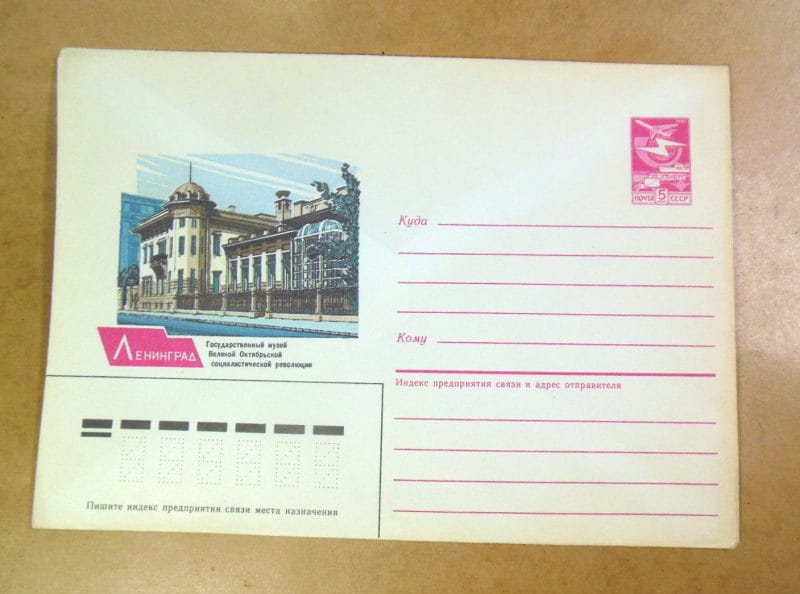 ПОЧТА 5 СССР
Куда
Кому
Ленинград
Государственный музей
Великой Октябрьской
социалистической революции
Индекс предприятия связи и адрес отправителя
Пишите индекс предприятия связи места назначения